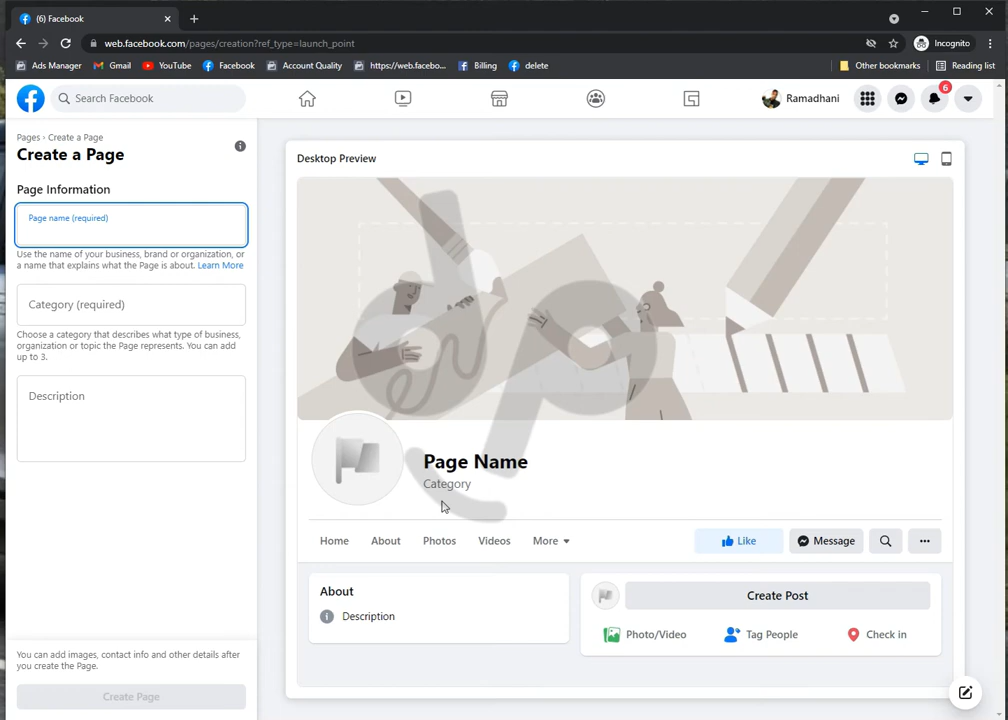 (6) Facebook
web.facebook.com/pages/creation?ref_type=launch_point
Incognito
Ads Manager
Gmail
YouTube
Facebook
Account Quality
https://web.facebo...
Billing
delete
Other bookmarks
Reading list
Search Facebook
Ramadhani
6
Pages › Create a Page
Create a Page
Page Information
Page name (required)
Use the name of your business, brand or organization, or
a name that explains what the Page is about. Learn More
Category (required)
Choose a category that describes what type of business,
organization or topic the Page represents. You can add
up to 3.
Description
You can add images, contact info and other details after
you create the Page.
Create Page
Desktop Preview
Page Name
Category
Home
About
Photos
Videos
More
Like
Message
About
Description
Create Post
Photo/Video
Tag People
Check in